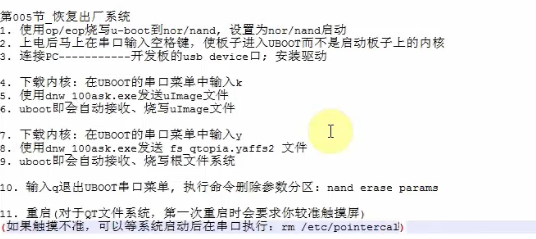 第005节_恢复出厂系统
1. 使用op/eop烧写u-boot到nor/nand, 设置为nor/nand启动
2. 上电后马上在串口输入空格键, 使板子进入UBOOT而不是启动板子上的内核
3. 连接PC-----------开发板的usb device口; 安装驱动
4. 下载内核: 在UBOOT的串口菜单中输入k
5. 使用dnw_100ask.exe发送uImage文件
6. uboot即会自动接收、烧写uImage文件
7. 下载内核: 在UBOOT的串口菜单中输入y
8. 使用dnw_100ask.exe发送 fs_qtopia.yaffs2 文件
9. uboot即会自动接收、烧写根文件系统
10. 输入q退出UBOOT串口菜单, 执行命令删除参数分区: nand erase params
11. 重启(对于QT文件系统, 第一次重启时会要求你较准触摸屏)
(如果触摸不准, 可以等系统启动后在串口执行: rm /etc/pointercal)